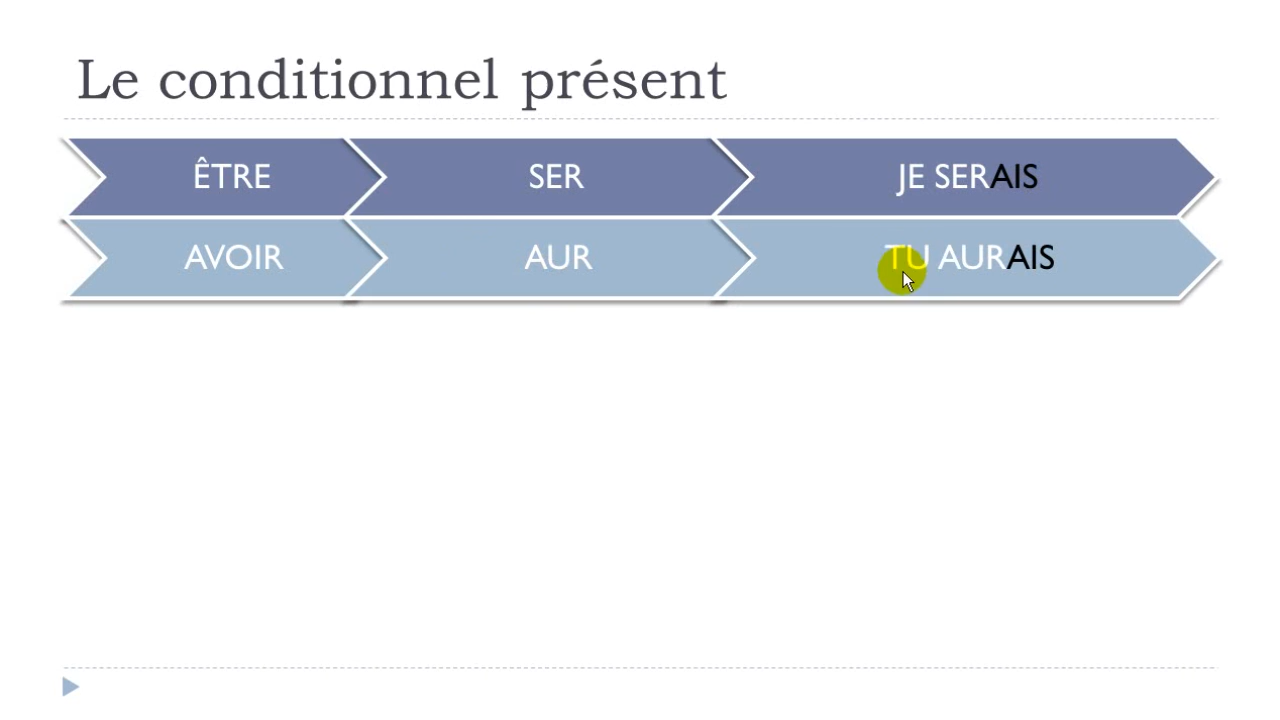 Le conditionnel présent
ÊTRE SER JE SERAIS
AVOIR AUR TU AURAIS